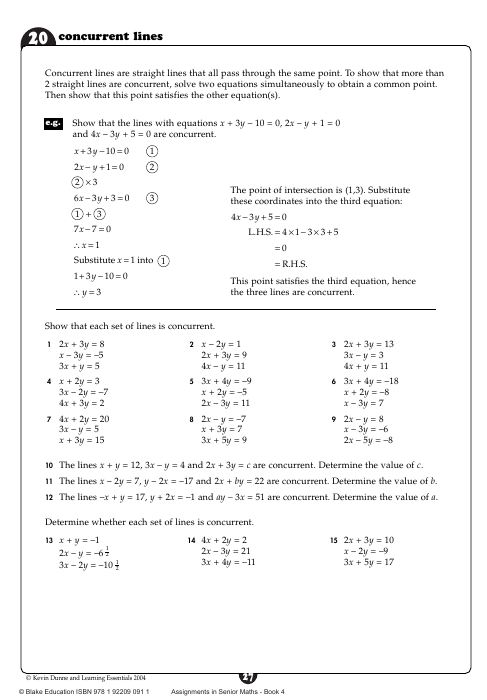 20 concurrent lines
Concurrent lines are straight lines that all pass through the same point. To show that more than
2 straight lines are concurrent, solve two equations simultaneously to obtain a common point.
Then show that this point satisfies the other equation(s).
e.g. Show that the lines with equations x + 3y – 10 = 0, 2x – y + 1 = 0
and 4x – 3y + 5 = 0 are concurrent.
x + 3y – 10 = 0 ①
2x – y + 1 = 0 ②
② × 3
6x – 3y + 3 = 0 ③
① + ③
7x – 7 = 0
∴ x = 1
Substitute x = 1 into ①
1 + 3y – 10 = 0
∴ y = 3
The point of intersection is (1,3). Substitute
these coordinates into the third equation:
4x – 3y + 5 = 0
L.H.S. = 4 × 1 – 3 × 3 + 5
= 0
= R.H.S.
This point satisfies the third equation, hence
the three lines are concurrent.
Show that each set of lines is concurrent.
1 2x + 3y = 8
x – 3y = –5
3x + y = 5
2 x – 2y = 1
2x + 3y = 9
4x – y = 11
3 2x + 3y = 13
3x – y = 3
4x + y = 11
4 x + 2y = 3
3x – 2y = –7
4x + 3y = 2
5 3x + 4y = –9
x + 2y = –5
2x – 3y = 11
6 3x + 4y = –18
x + 2y = –8
x – 3y = 7
7 4x + 2y = 20
3x – y = 5
x + 3y = 15
8 2x – y = –7
x + 3y = 7
3x + 5y = 9
9 2x – y = 8
x – 3y = –6
2x – 5y = –8
10 The lines x + y = 12, 3x – y = 4 and 2x + 3y = c are concurrent. Determine the value of c.
11 The lines x – 2y = 7, y – 2x = –17 and 2x + by = 22 are concurrent. Determine the value of b.
12 The lines –x + y = 17, y + 2x = –1 and ay – 3x = 51 are concurrent. Determine the value of a.
Determine whether each set of lines is concurrent.
13 x + y = –1
2x – y = –6 1/2
3x – 2y = –10 1/2
14 4x + 2y = 2
2x – 3y = 21
3x + 4y = –11
15 2x + 3y = 10
x – 2y = –9
3x + 5y = 17
© Kevin Dunne and Learning Essentials 2004
27
© Blake Education ISBN 978 1 92209 091 1 Assignments in Senior Maths - Book 4